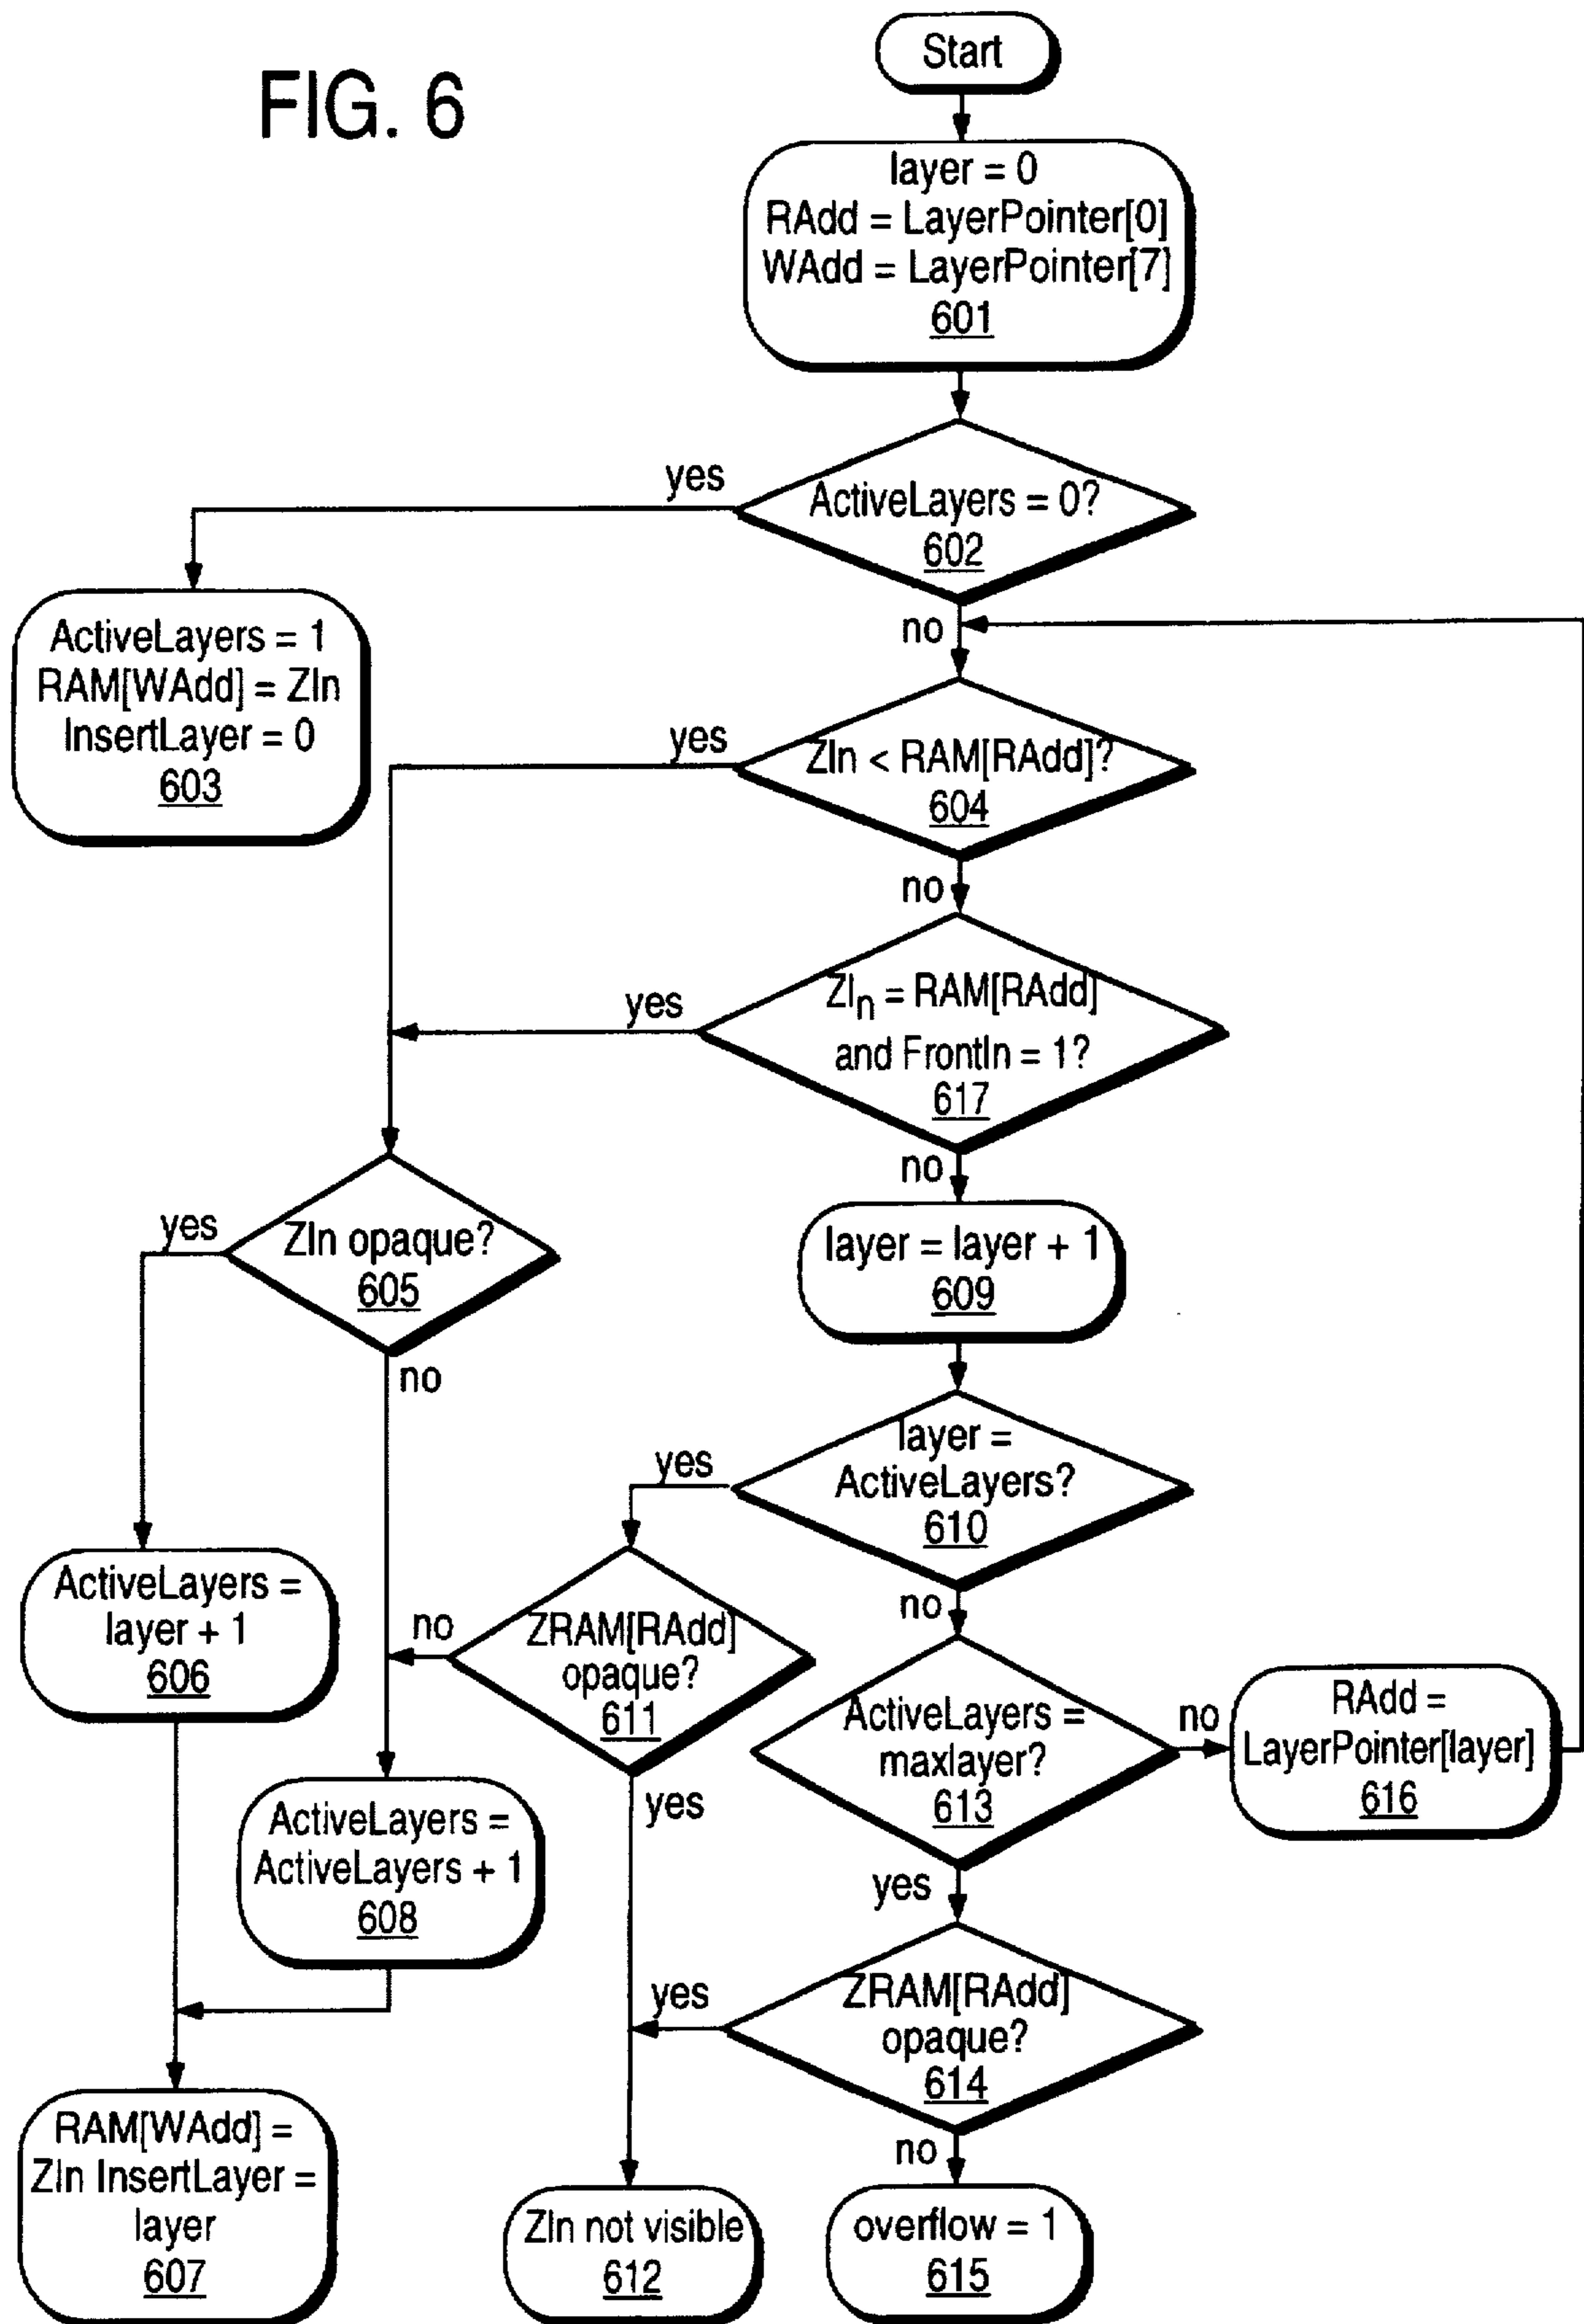 FIG. 6
Start
layer = 0
RAdd = LayerPointer[0]
WAdd = LayerPointer[7]
601
yes
ActiveLayers = 0?
602
no
ActiveLayers = 1
RAM[WAdd] = ZIn
InsertLayer = 0
603
yes
ZIn < RAM[RAdd]?
604
no
yes
ZIn = RAM[RAdd]
and FrontIn = 1?
617
no
yes
ZIn opaque?
605
no
layer = layer + 1
609
yes
layer =
ActiveLayers?
610
no
ActiveLayers =
layer + 1
606
no
ZRAM[RAdd]
opaque?
611
yes
ActiveLayers =
maxlayer?
613
no
yes
RAdd =
LayerPointer[layer]
616
ActiveLayers =
ActiveLayers + 1
608
yes
ZRAM[RAdd]
opaque?
614
no
RAM[WAdd] =
ZIn InsertLayer =
layer
607
ZIn not visible
612
overflow = 1
615